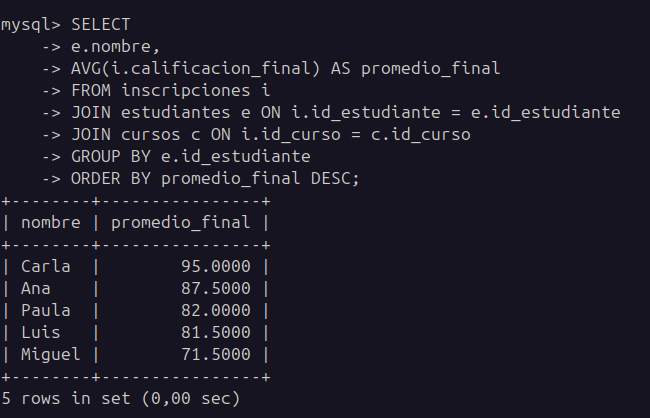 mysql> SELECT
    -> e.nombre,
    -> AVG(i.calificacion_final) AS promedio_final
    -> FROM inscripciones i
    -> JOIN estudiantes e ON i.id_estudiante = e.id_estudiante
    -> JOIN cursos c ON i.id_curso = c.id_curso
    -> GROUP BY e.id_estudiante
    -> ORDER BY promedio_final DESC;
+--------+----------------+
| nombre | promedio_final |
+--------+----------------+
| Carla  |        95.0000 |
| Ana    |        87.5000 |
| Paula  |        82.0000 |
| Luis   |        81.5000 |
| Miguel |        71.5000 |
+--------+----------------+
5 rows in set (0,00 sec)